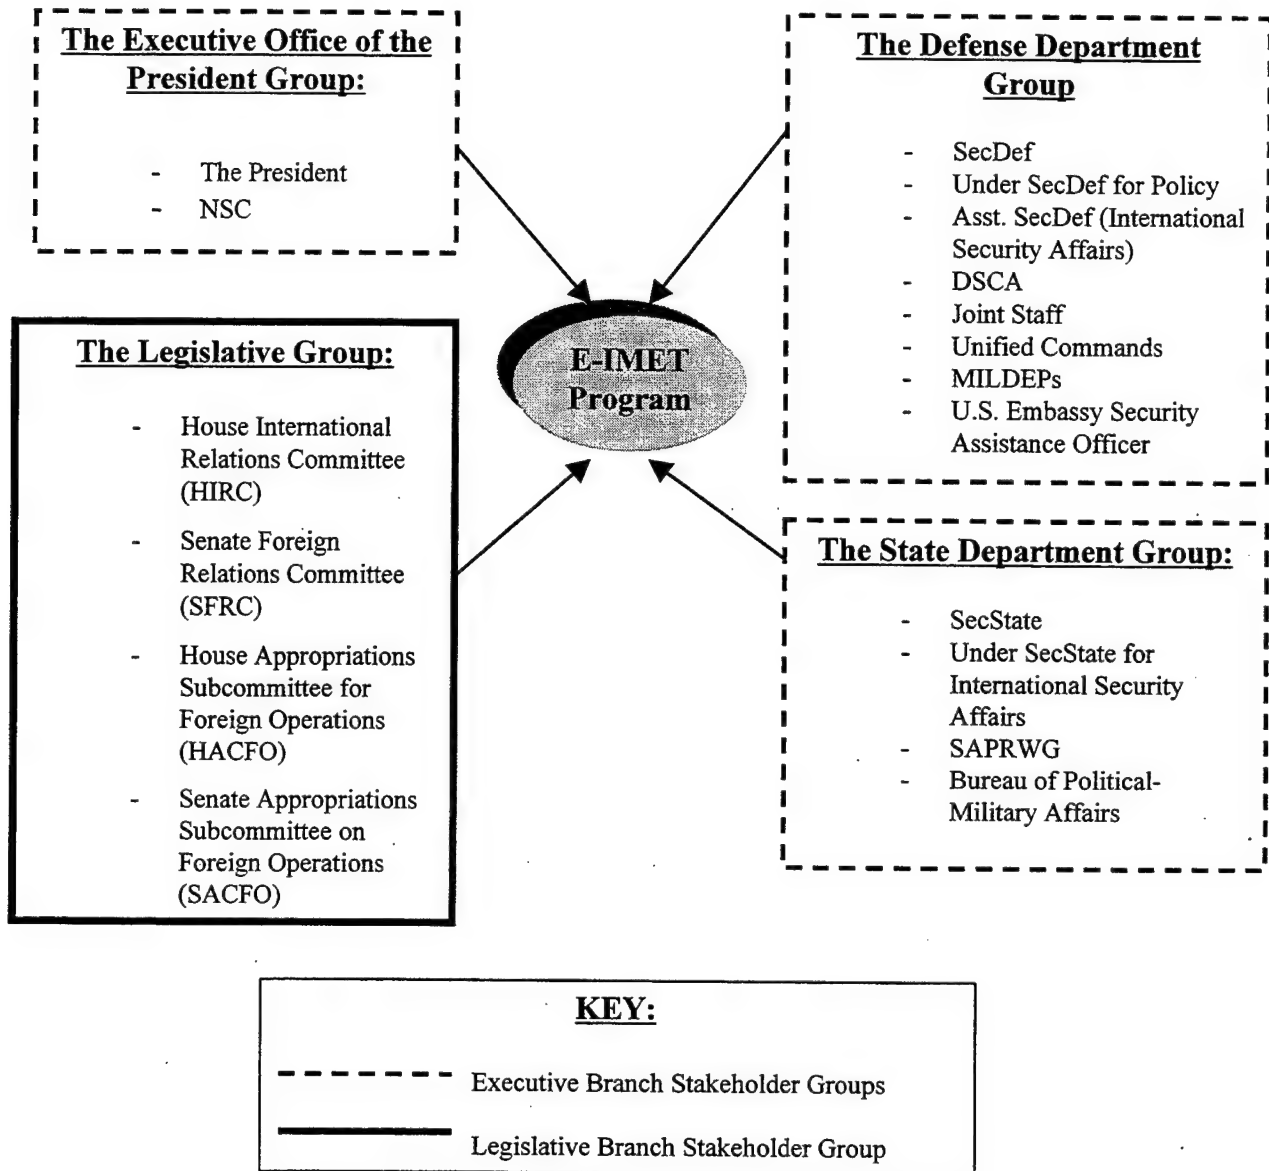 The Executive Office of the
President Group:
- The President
- NSC
The Defense Department
Group
- SecDef
- Under SecDef for Policy
- Asst. SecDef (International
Security Affairs)
- DSCA
- Joint Staff
- Unified Commands
- MILDEPs
- U.S. Embassy Security
Assistance Officer
E-IMET
Program
The Legislative Group:
- House International
Relations Committee
(HIRC)
- Senate Foreign
Relations Committee
(SFRC)
- House Appropriations
Subcommittee for
Foreign Operations
(HACFO)
- Senate Appropriations
Subcommittee on
Foreign Operations
(SACFO)
The State Department Group:
- SecState
- Under SecState for
International Security
Affairs
- SAPRWG
- Bureau of Political-
Military Affairs
KEY:
Executive Branch Stakeholder Groups
Legislative Branch Stakeholder Group